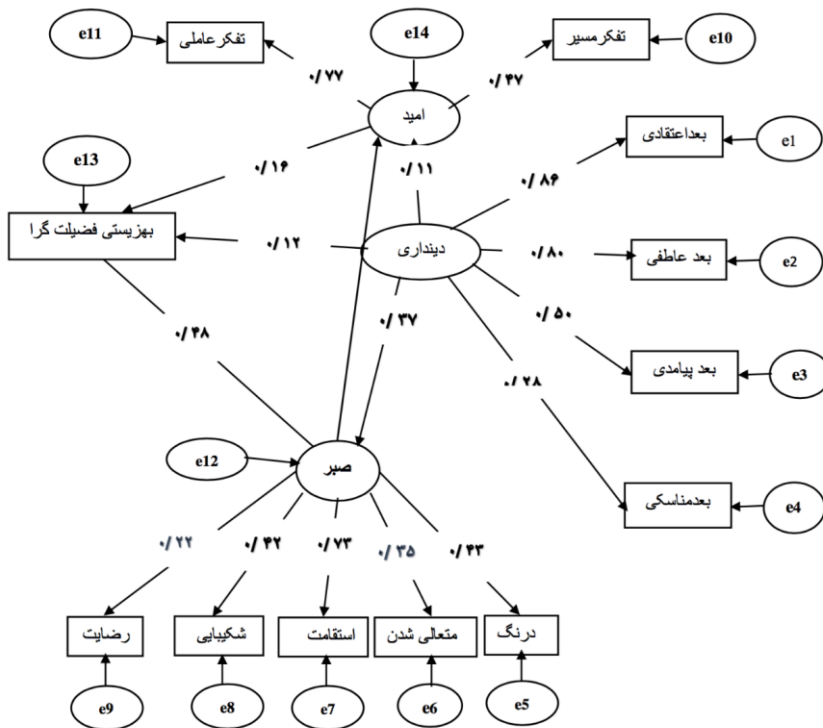 e11
تفکرعاملی
e14
تفکرمسیر
e10
۰/۷۷
۰/۴۷
امید
بعداعتقادی
e1
e13
۰/۱۶
۰/۱۱
۰/۸۶
بهزیستی فضیلت گرا
۰/۱۲
دینداری
۰/۸۰
بعد عاطفی
e2
۰/۴۸
۰/۳۷
۰/۵۰
بعد پیامدی
e3
۰/۲۸
e12
صبر
بعدمناسکی
e4
۰/۲۲
۰/۴۲
۰/۷۳
۰/۳۵
۰/۴۳
رضایت
شکیبایی
استقامت
متعالی شدن
درنگ
e9
e8
e7
e6
e5